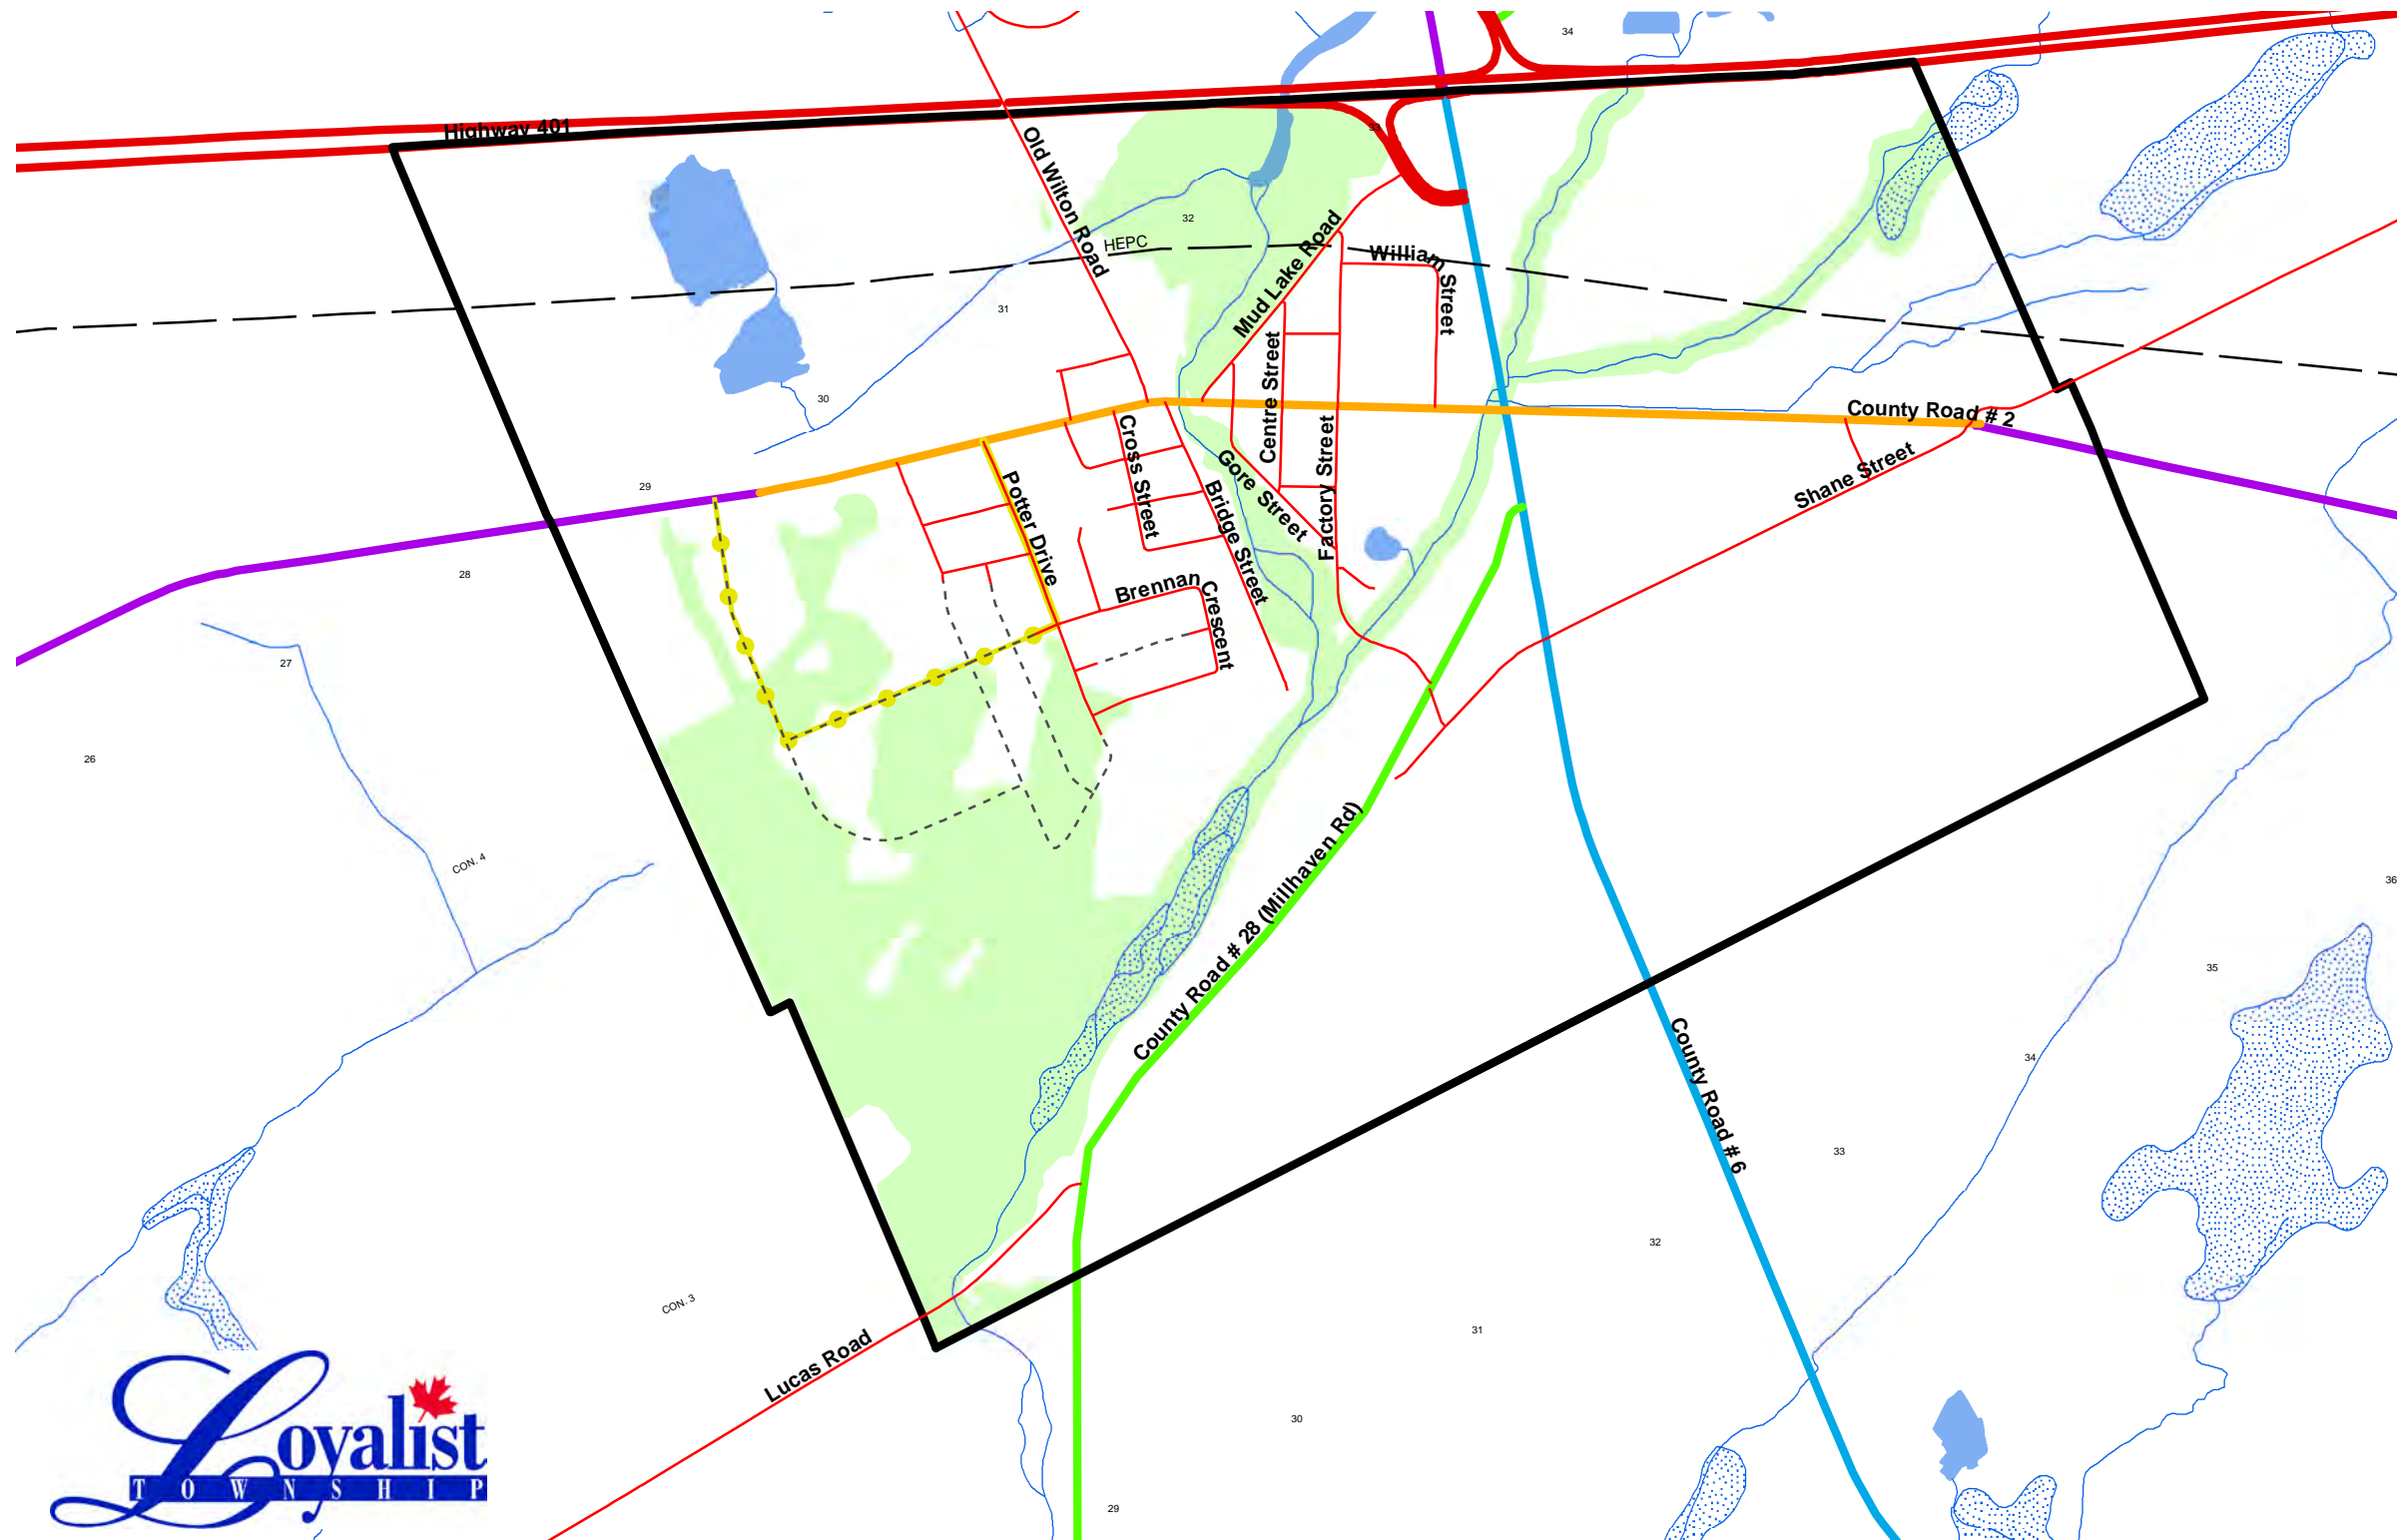 34
Highway 401
33
Old Wilton Road
32
HEPC
Mud Lake Road
William Street
31
30
Centre Street
County Road # 2
Cross Street
Factory Street
Shane Street
29
Potter Drive
Gore Street
Bridge Street
28
Brennan Crescent
27
26
CON. 4
County Road # 28 (Millhaven Rd)
36
35
34
County Road # 6
33
32
CON. 3
31
Lucas Road
30
29
Loyalist
TOWNSHIP